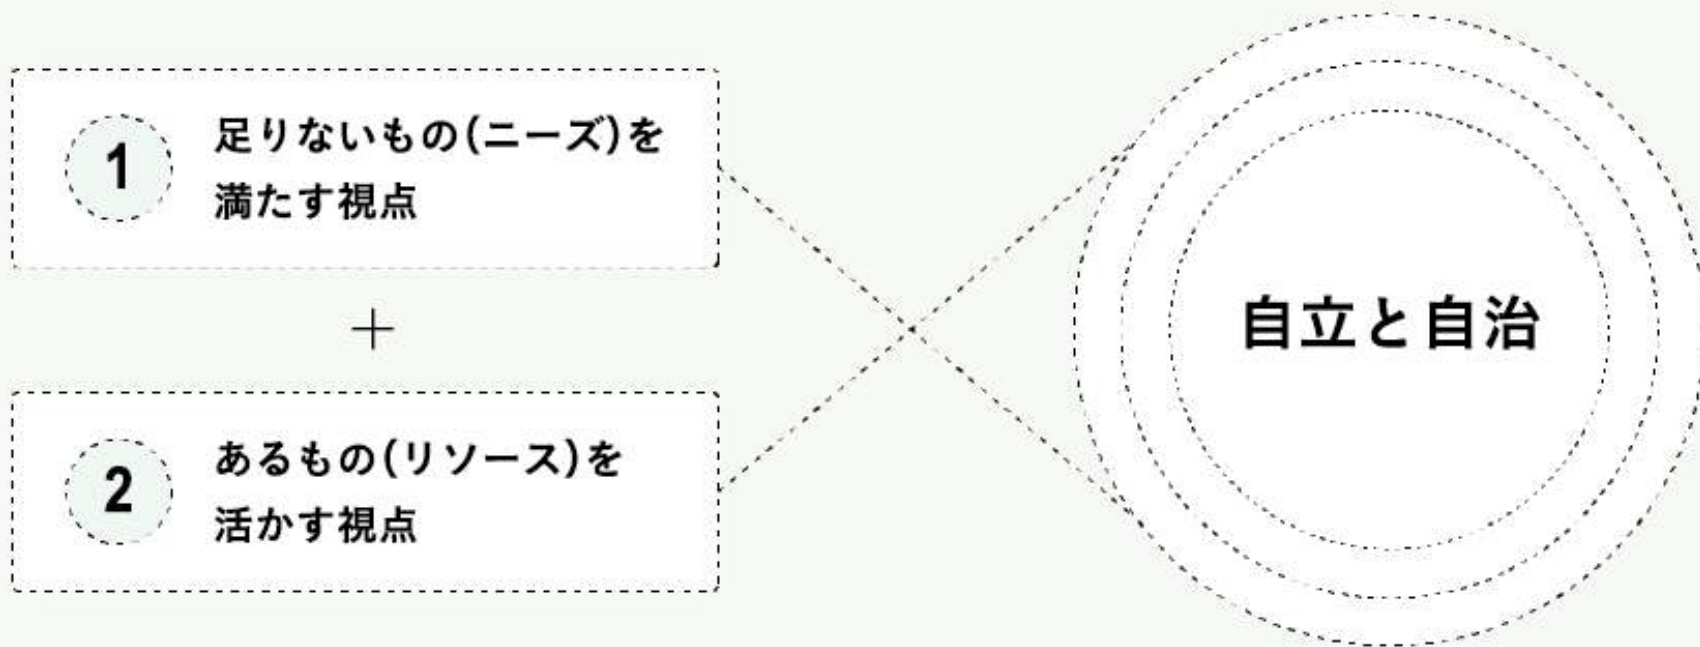 1
足りないもの(ニーズ)を
満たす視点
+
2
あるもの(リソース)を
活かす視点
自立と自治